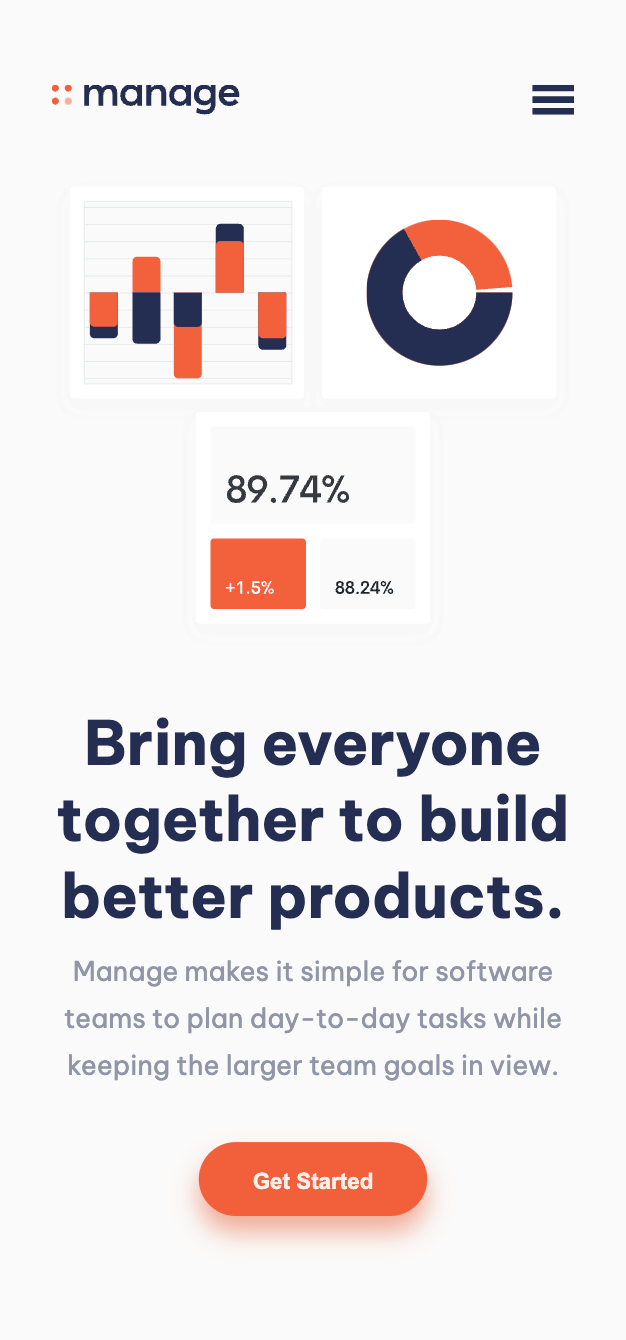 manage
89.74%
+1.5%
88.24%
Bring everyone
together to build
better products.
Manage makes it simple for software
teams to plan day-to-day tasks while
keeping the larger team goals in view.
Get Started